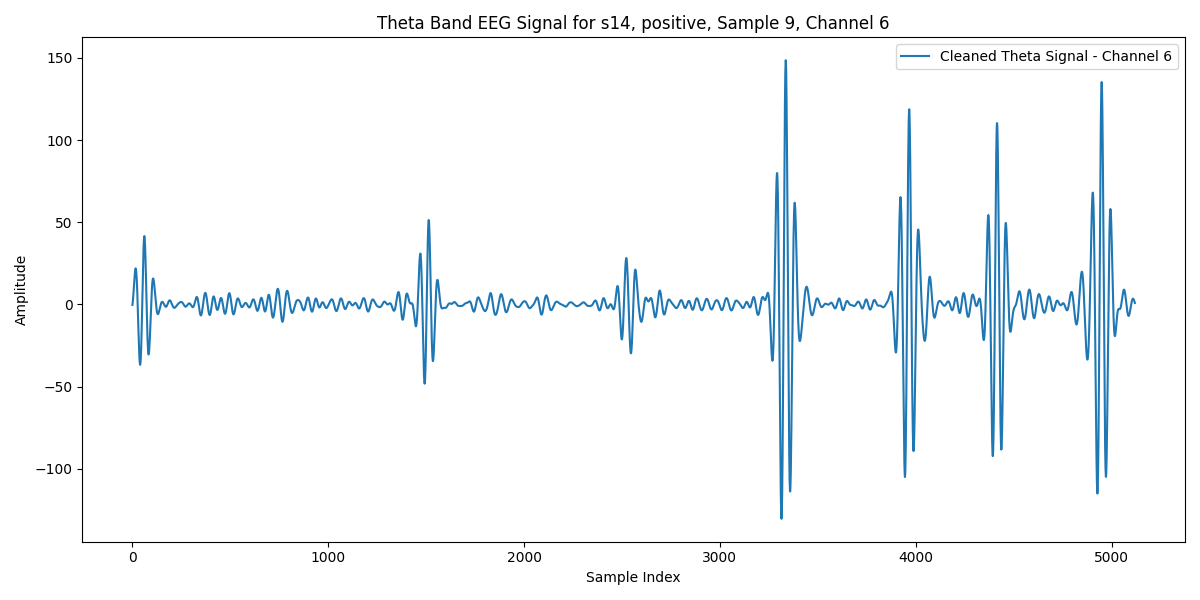 Theta Band EEG Signal for s14, positive, Sample 9, Channel 6
Cleaned Theta Signal - Channel 6
Amplitude
150
100
50
0
−50
−100
0 1000 2000 3000 4000 5000
Sample Index